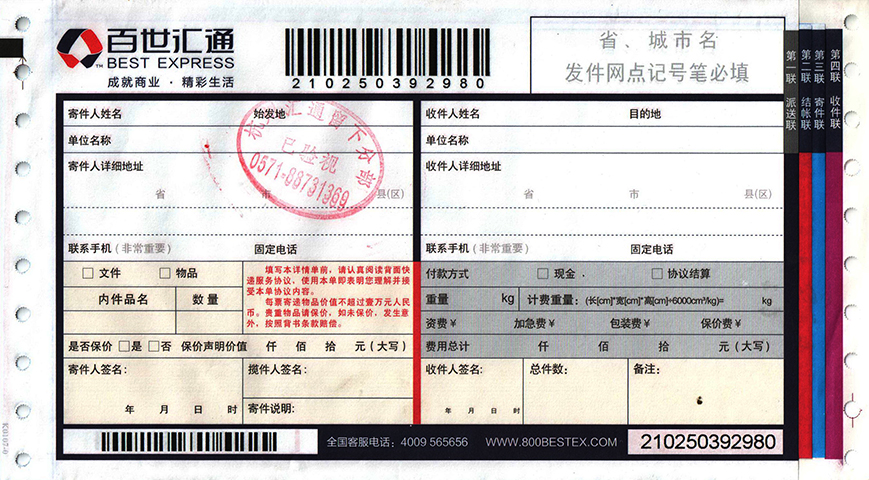 百世汇通
BEST EXPRESS
TM
成就商业·精彩生活
210250392980
省、城市名
发件网点记号笔必填
第一联 派送联
第二联 结帐联
第三联 寄件联
第四联 收件联
寄件人姓名 始发地
单位名称
寄件人详细地址
省 市 县(区)
联系手机(非常重要) 固定电话
收件人姓名 目的地
单位名称
收件人详细地址
省 市 县(区)
联系手机(非常重要) 固定电话
汇通留下分部
已验视
0571-88731369
□文件 □物品
内件品名 数量
填写本详情单前,请认真阅读背面快
递服务协议,使用本单即表明您理解并接
受本单协议内容。
每票寄递物品价值不超过壹万元人民
币。贵重物品请保价,如未保价,发生意
外,按照背书条款赔偿。
是否保价 □是 □否 保价声明价值 仟 佰 拾 元(大写)
付款方式 □现金 . □协议结算
重量 kg 计费重量: (长[cm]*宽[cm]*高[cm]÷6000cm³/kg)= kg
资费¥ 加急费¥ 包装费¥ 保价费¥
费用总计 仟 佰 拾 元(大写)
寄件人签名: 揽件人签名:
年 月 日 时 寄件说明:
收件人签名: 总件数: 备注:
年 月 日 时
全国客服电话: 4009 565656 WWW.800BESTEX.COM 210250392980
K0107-0